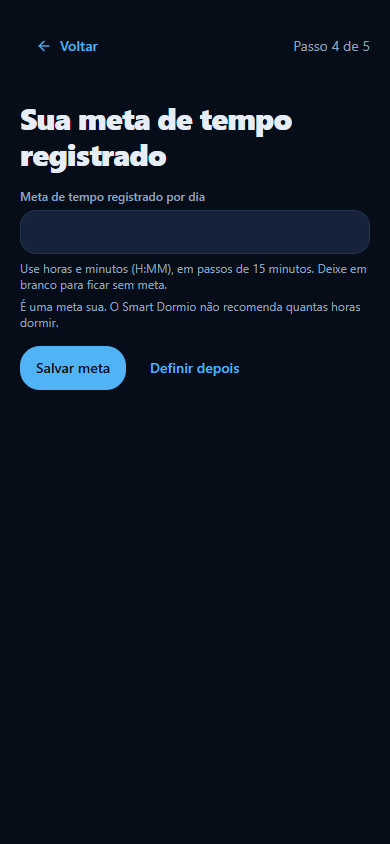 Voltar
Passo 4 de 5
Sua meta de tempo
registrado
Meta de tempo registrado por dia
Use horas e minutos (H:MM), em passos de 15 minutos. Deixe em
branco para ficar sem meta.
É uma meta sua. O Smart Dormio não recomenda quantas horas
dormir.
Salvar meta
Definir depois